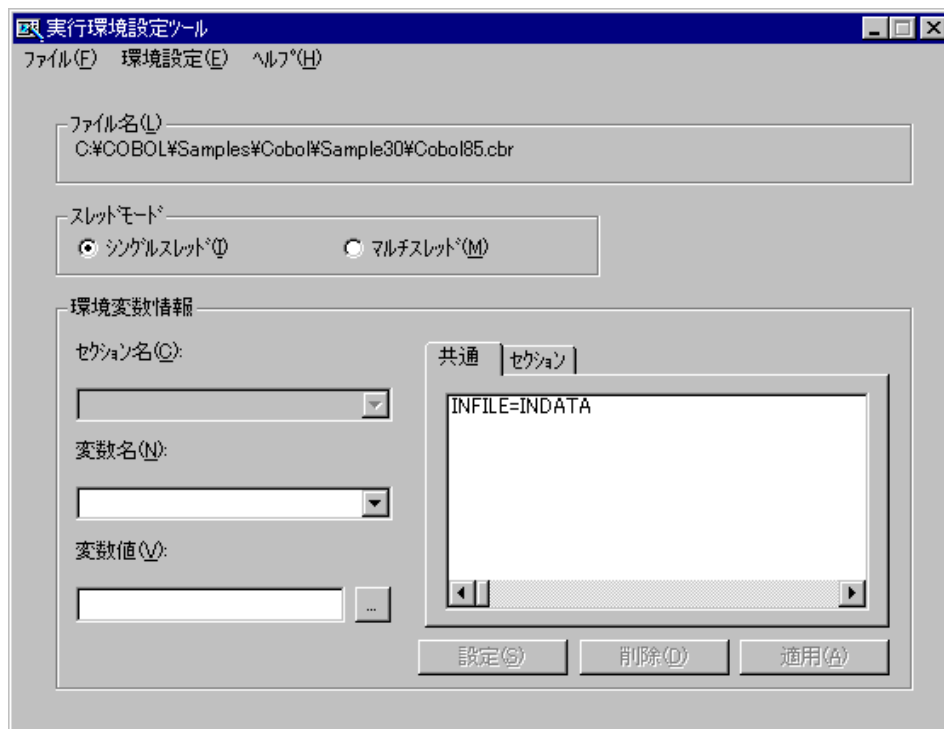 実行環境設定ツール
ﾌｧｲﾙ(F) 環境設定(E) ﾍﾙﾌﾟ(H)
ﾌｧｲﾙ名(L)
C:¥COBOL¥Samples¥Cobol¥Sample30¥Cobol85.cbr
ｽﾚｯﾄﾞﾓｰﾄﾞ
ｼﾝｸﾞﾙｽﾚｯﾄﾞ(I) ﾏﾙﾁｽﾚｯﾄﾞ(M)
環境変数情報
ｾｸｼｮﾝ名(C):
共通 ｾｸｼｮﾝ
INFILE=INDATA
変数名(N):
変数値(V):
...
設定(S) 削除(D) 適用(A)